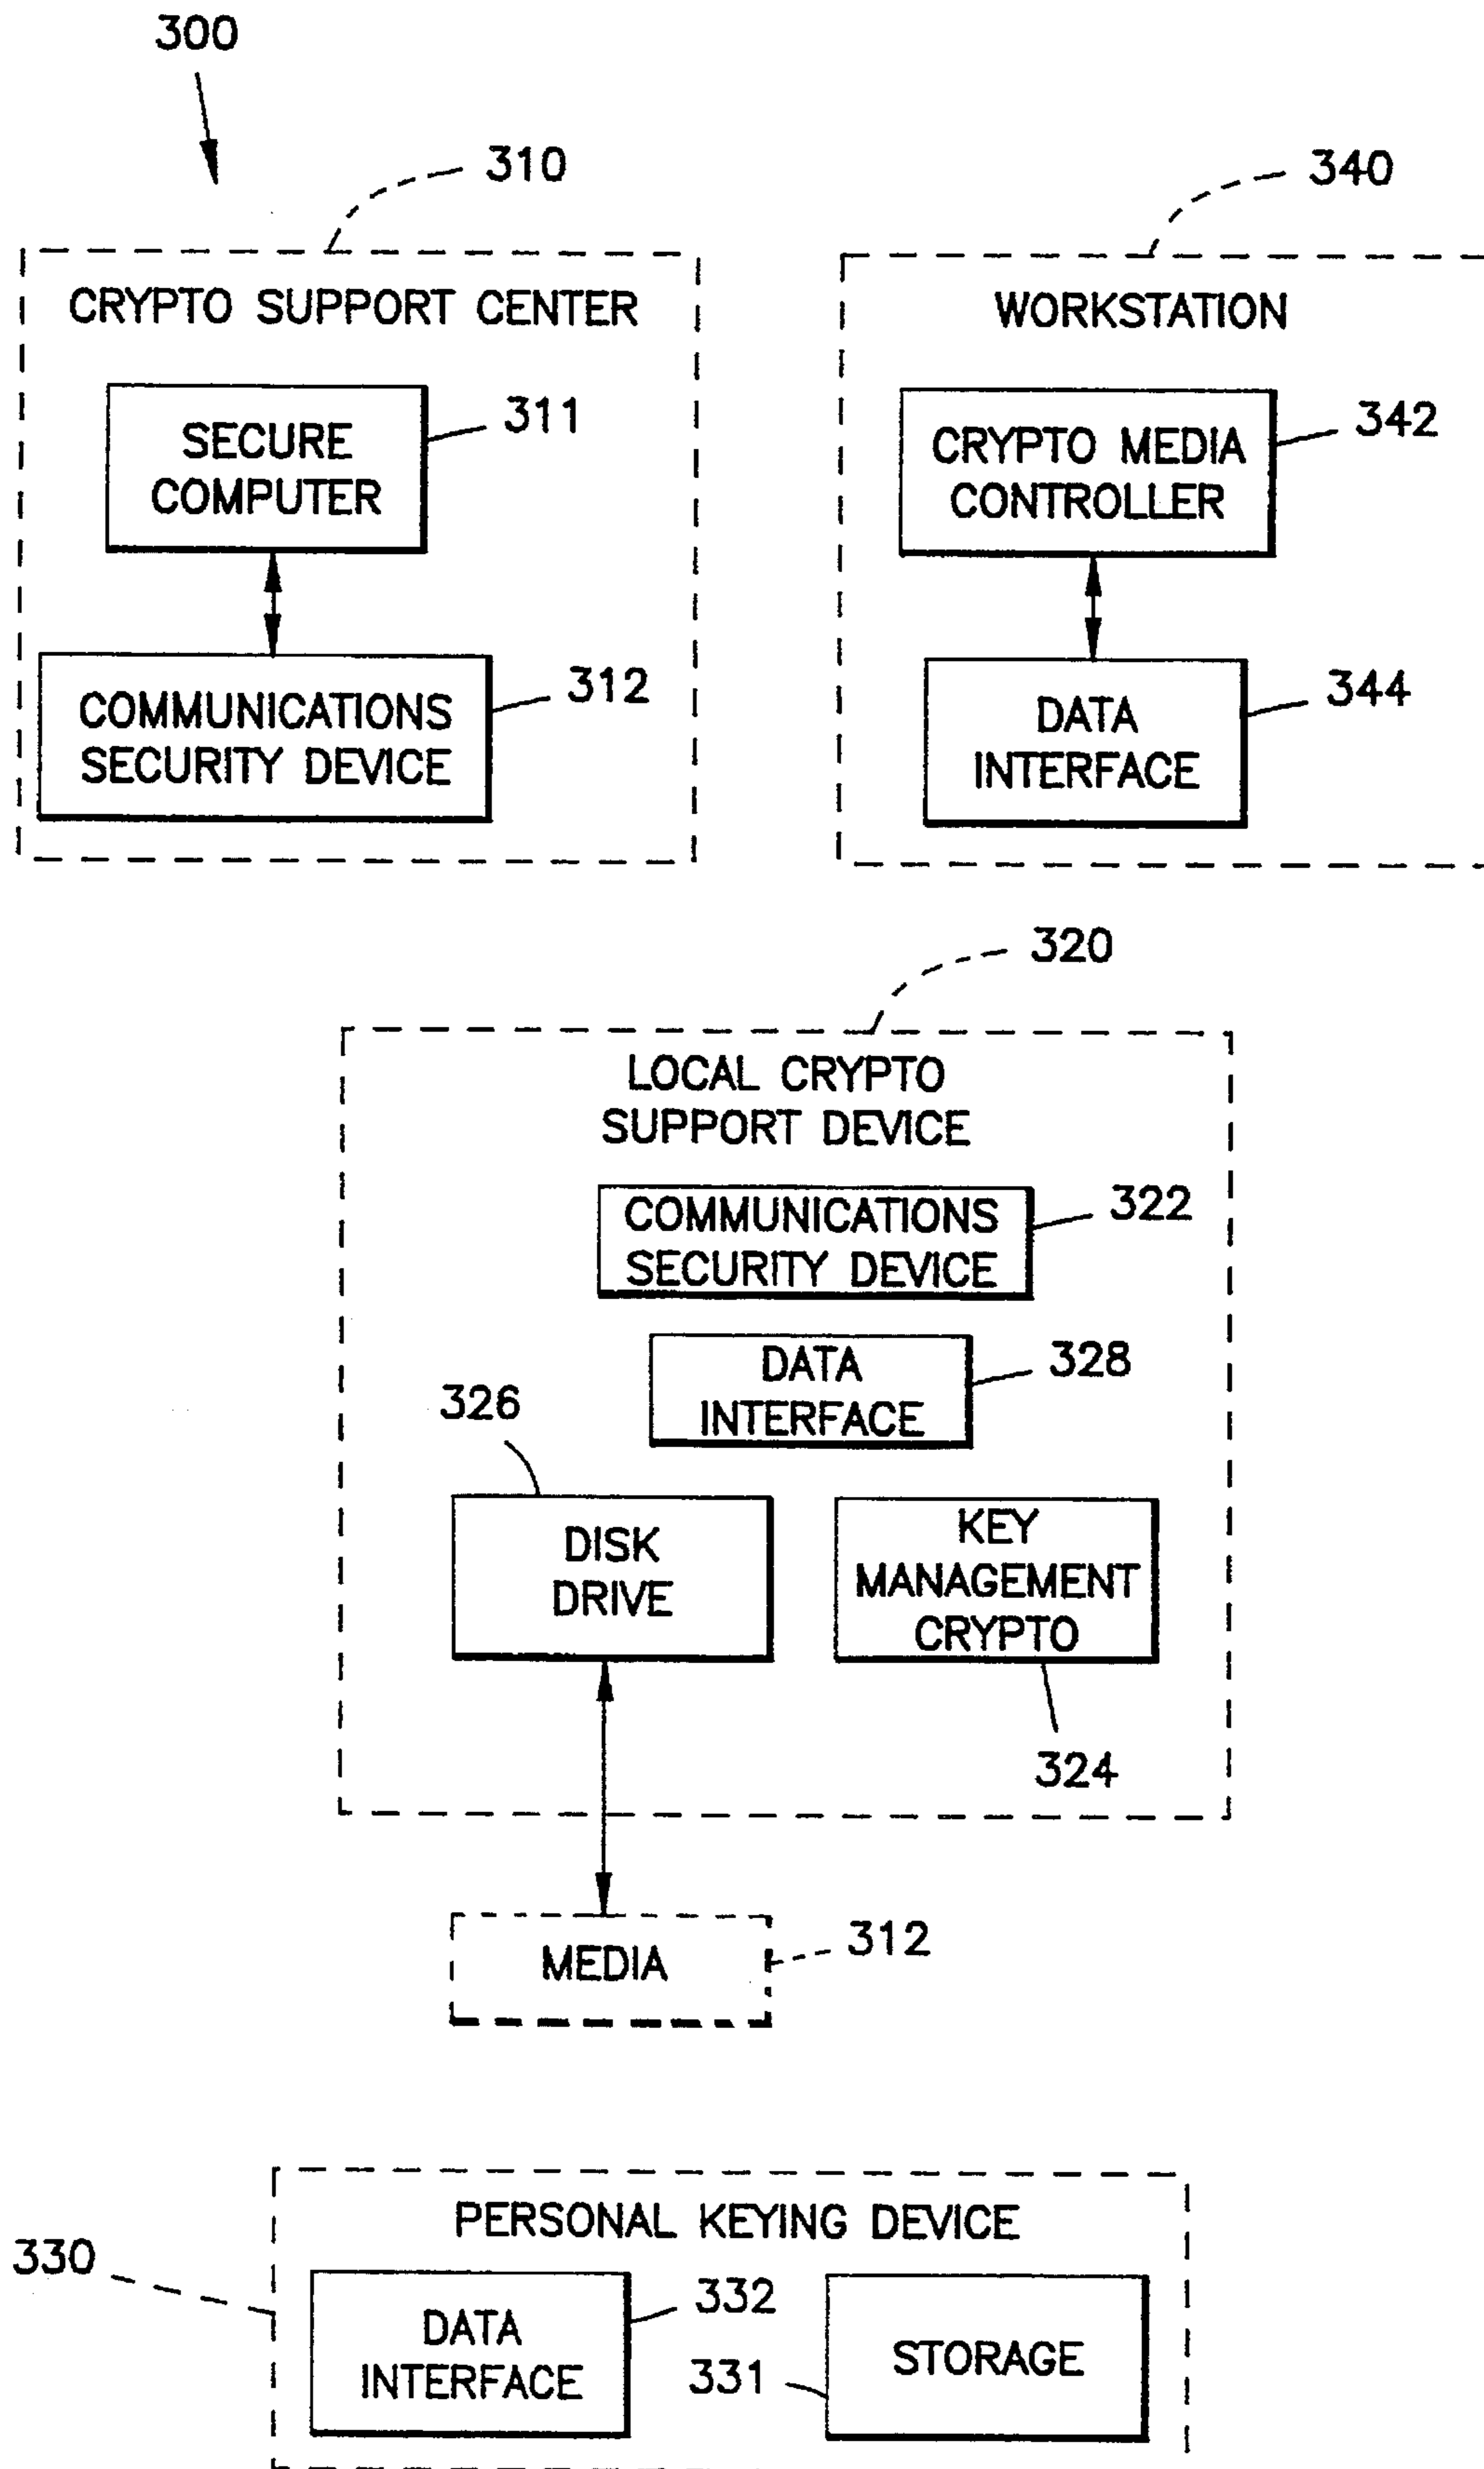 300
310
340
CRYPTO SUPPORT CENTER
WORKSTATION
SECURE
COMPUTER
311
CRYPTO MEDIA
CONTROLLER
342
COMMUNICATIONS
SECURITY DEVICE
312
DATA
INTERFACE
344
320
LOCAL CRYPTO
SUPPORT DEVICE
COMMUNICATIONS
SECURITY DEVICE
322
DATA
INTERFACE
328
326
DISK
DRIVE
KEY
MANAGEMENT
CRYPTO
324
MEDIA
312
PERSONAL KEYING DEVICE
330
DATA
INTERFACE
332
331
STORAGE